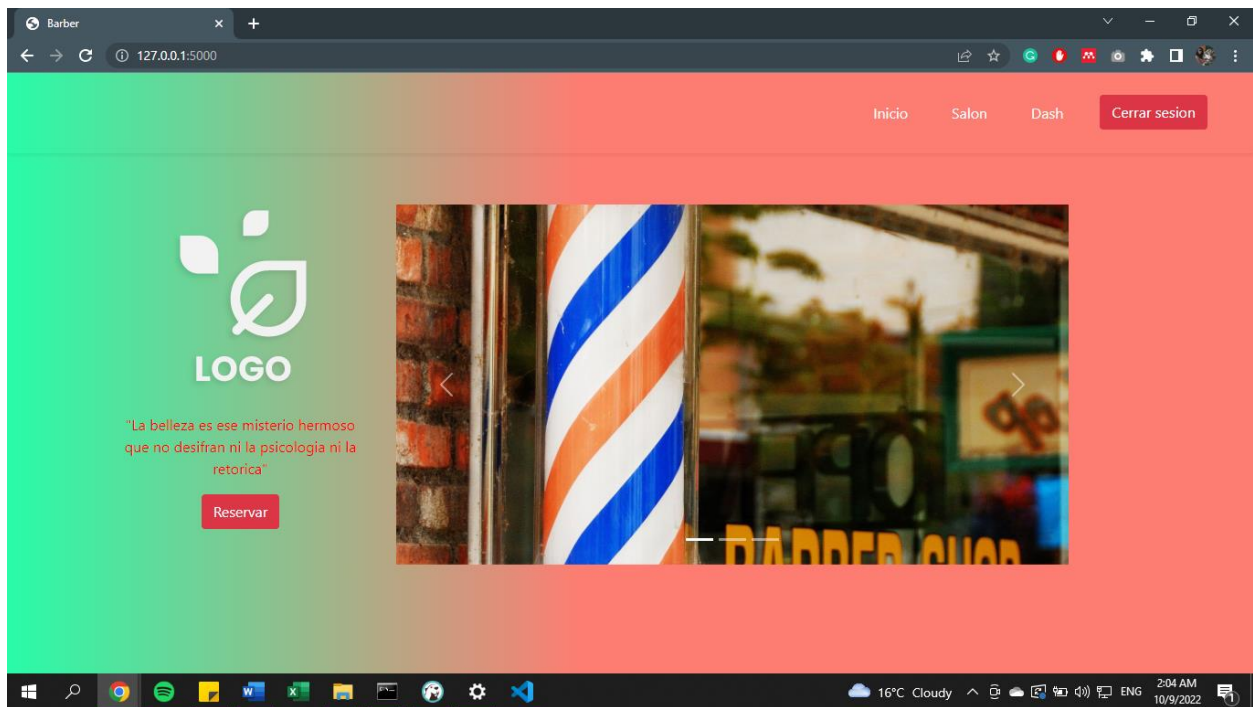 Barber
127.0.0.1:5000
Inicio
Salon
Dash
Cerrar sesion
LOGO
"La belleza es ese misterio hermoso
que no desifran ni la psicologia ni la
retorica"
Reservar
BARBER SHOP
16°C Cloudy
ENG
2:04 AM
10/9/2022
1